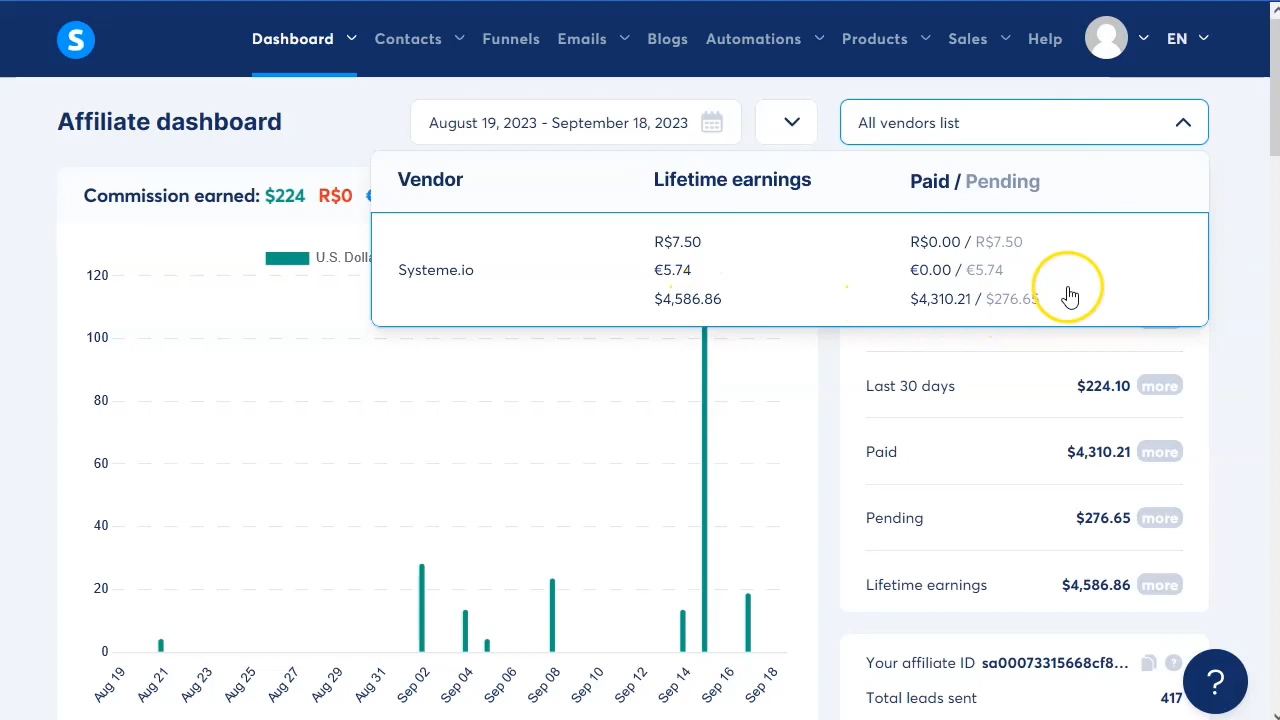 S
Dashboard Contacts Funnels Emails Blogs Automations Products Sales Help EN
Affiliate dashboard
August 19, 2023 - September 18, 2023
All vendors list
Vendor Lifetime earnings Paid / Pending
Systeme.io
R$7.50 R$0.00 / R$7.50
€5.74 €0.00 / €5.74
$4,586.86 $4,310.21 / $276.65
Commission earned: $224 R$0
U.S. Dolla
120
100
80
60
40
20
0
Aug 19 Aug 21 Aug 23 Aug 25 Aug 27 Aug 29 Aug 31 Sep 02 Sep 04 Sep 06 Sep 08 Sep 10 Sep 12 Sep 14 Sep 16 Sep 18
Last 30 days $224.10 more
Paid $4,310.21 more
Pending $276.65 more
Lifetime earnings $4,586.86 more
Your affiliate ID sa00073315668cf8... ?
Total leads sent 417
?